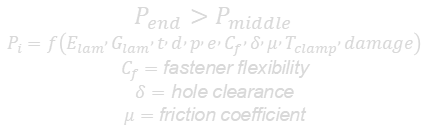 P_end > P_middle
P_i = f(E_lam, G_lam, t, d, p, e, C_f, δ, μ, T_clamp, damage)
C_f = fastener flexibility
δ = hole clearance
μ = friction coefficient